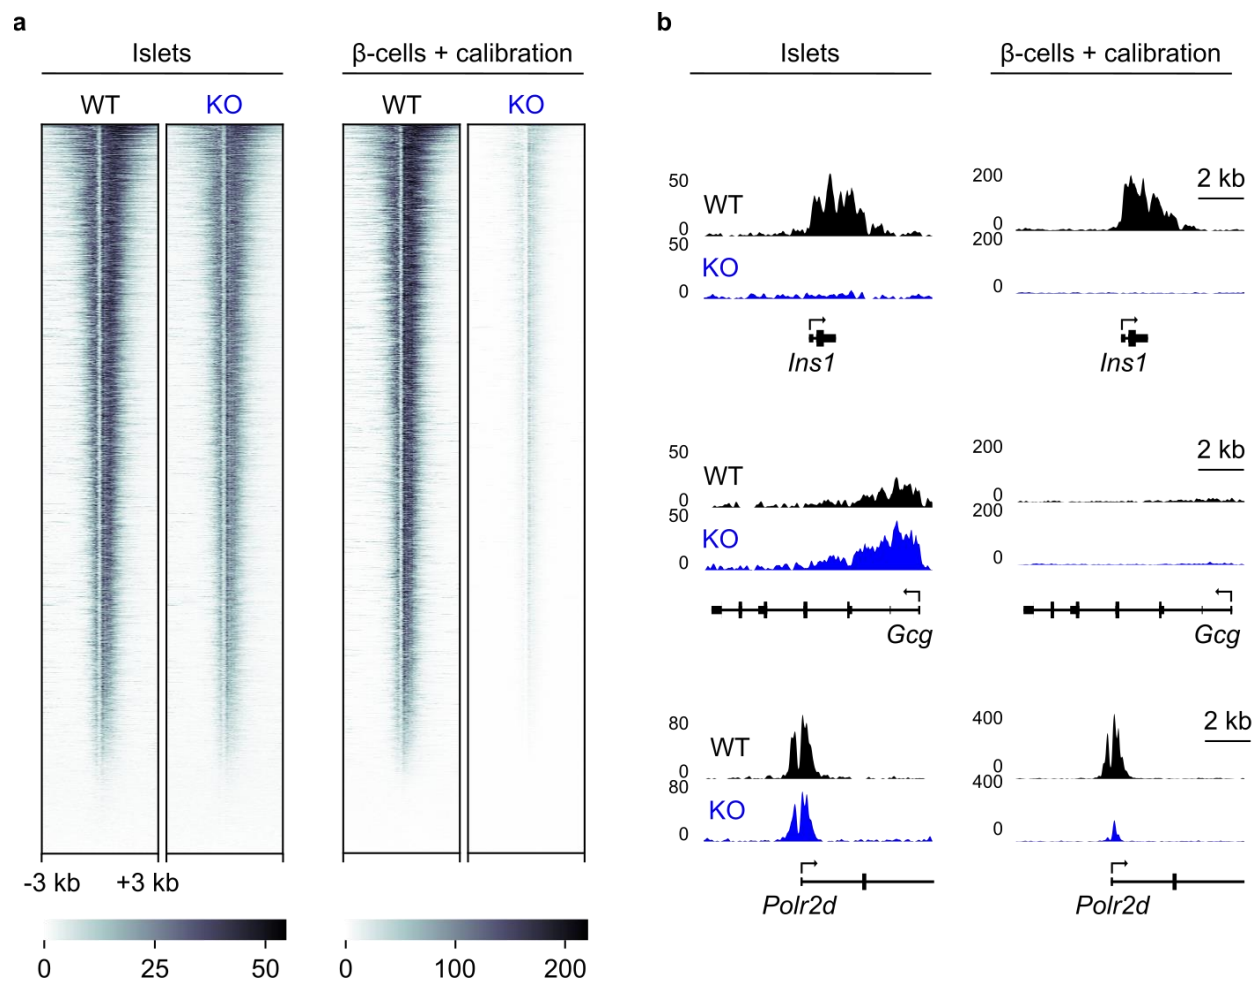 a
Islets
β-cells + calibration
WT
KO
WT
KO
-3 kb
+3 kb
0
25
50
0
100
200
b
Islets
β-cells + calibration
50
WT
0
50
KO
0
Ins1
200
2 kb
0
200
0
Ins1
50
WT
0
50
KO
0
Gcg
200
2 kb
0
200
0
Gcg
80
WT
0
80
KO
0
Polr2d
400
2 kb
0
400
0
Polr2d